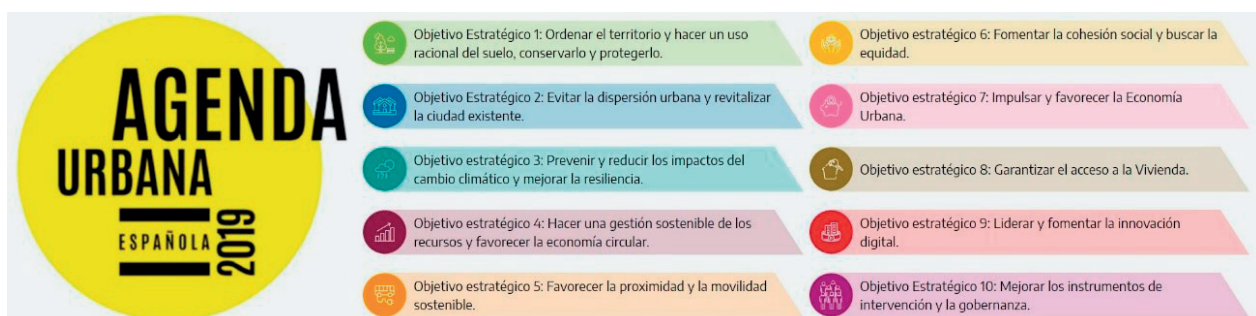 AGENDA
URBANA
ESPAÑOLA
2019
Objetivo Estratégico 1: Ordenar el territorio y hacer un uso
racional del suelo, conservarlo y protegerlo.
Objetivo Estratégico 2: Evitar la dispersión urbana y revitalizar
la ciudad existente.
Objetivo estratégico 3: Prevenir y reducir los impactos del
cambio climático y mejorar la resiliencia.
Objetivo estratégico 4: Hacer una gestión sostenible de los
recursos y favorecer la economía circular.
Objetivo estratégico 5: Favorecer la proximidad y la movilidad
sostenible.
Objetivo estratégico 6: Fomentar la cohesión social y buscar la
equidad.
Objetivo estratégico 7: Impulsar y favorecer la Economía
Urbana.
Objetivo estratégico 8: Garantizar el acceso a la Vivienda.
Objetivo estratégico 9: Liderar y fomentar la innovación
digital.
Objetivo Estratégico 10: Mejorar los instrumentos de
intervención y la gobernanza.